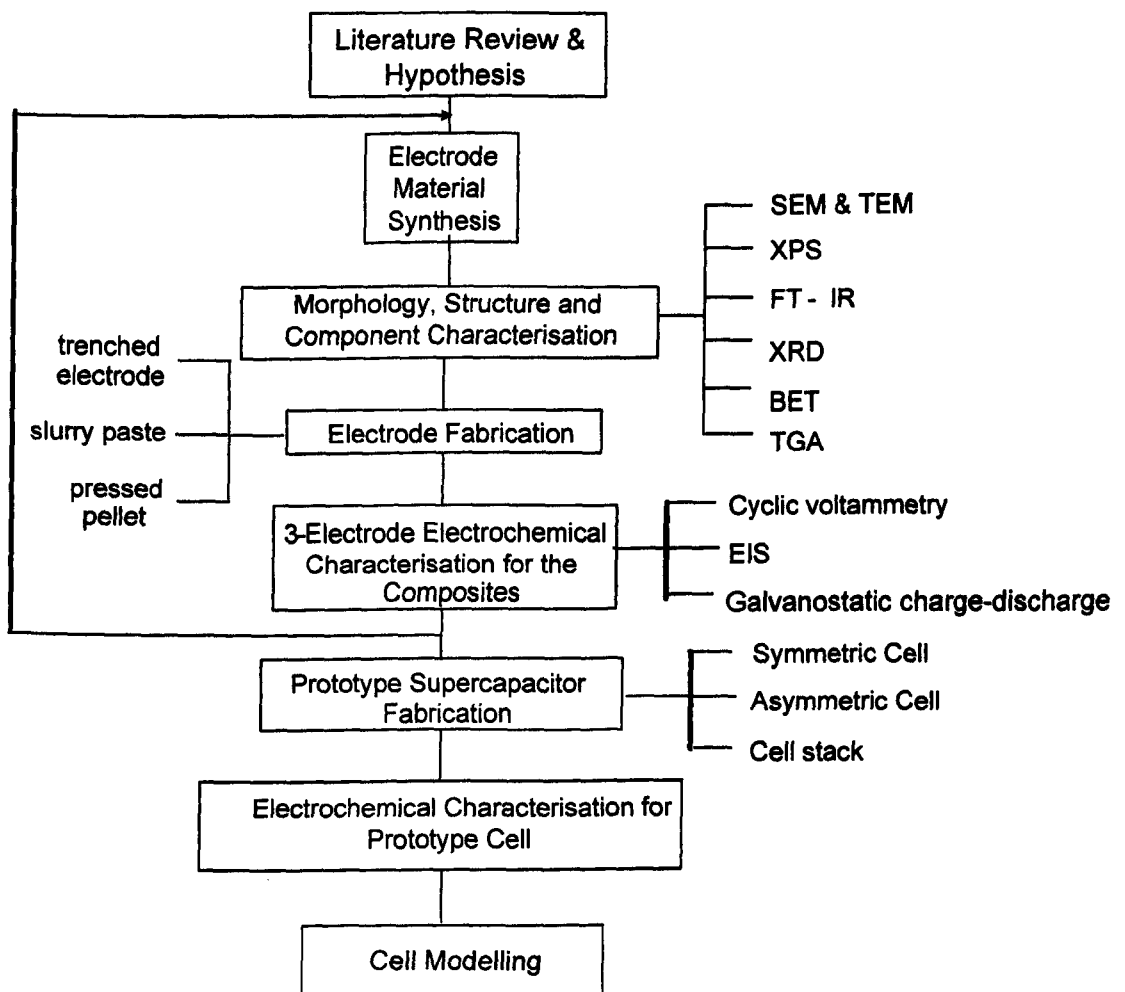 Literature Review &
Hypothesis
Electrode
Material
Synthesis
Morphology, Structure and
Component Characterisation
SEM & TEM
XPS
FT - IR
XRD
BET
TGA
trenched
electrode
slurry paste
pressed
pellet
Electrode Fabrication
3-Electrode Electrochemical
Characterisation for the
Composites
Cyclic voltammetry
EIS
Galvanostatic charge-discharge
Prototype Supercapacitor
Fabrication
Symmetric Cell
Asymmetric Cell
Cell stack
Electrochemical Characterisation for
Prototype Cell
Cell Modelling